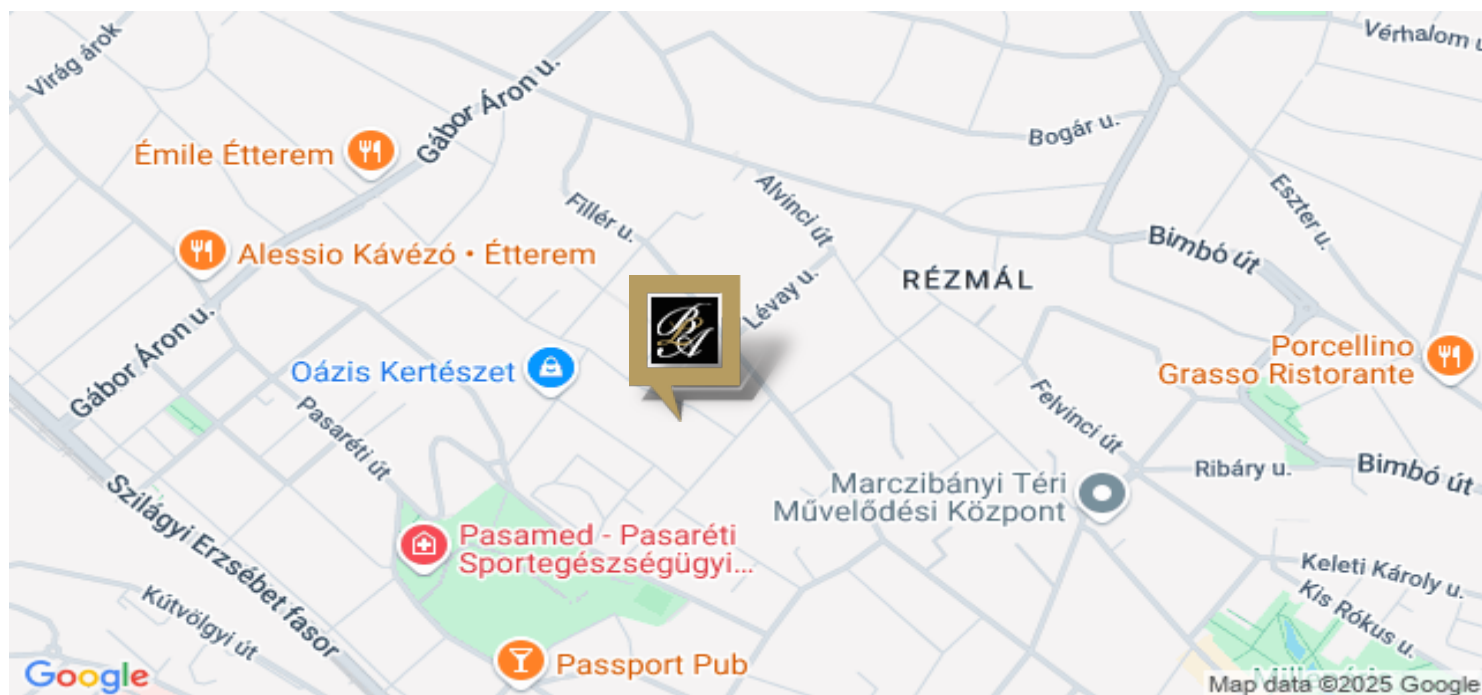 Virág árok
Vérhalom u
Gábor Áron u.
Bogár u.
Émile Étterem
Alvinci út
Eszter u.
Fillér u.
Bimbó út
Alessio Kávézó • Étterem
RÉZMÁL
Lévay u.
BA
Gábor Áron u.
Oázis Kertészet
Porcellino
Grasso Ristorante
Pasaréti út
Felvinci út
Ribáry u.
Bimbó út
Marczibányi Téri
Művelődési Központ
Szilágyi Erzsébet fasor
Pasamed - Pasaréti
Sportegészségügyi...
Keleti Károly u.
Kis Rókus u.
Kútvölgyi út
Passport Pub
Google
Map data ©2025 Google